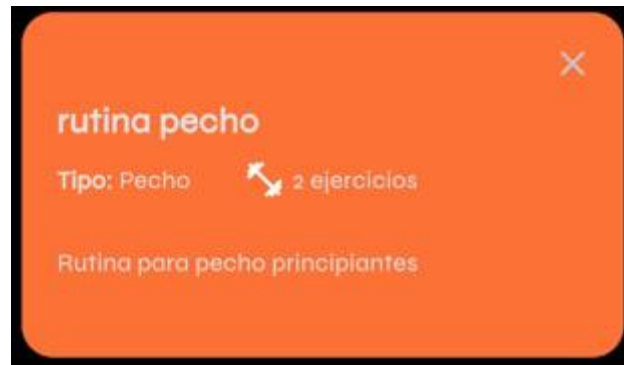 rutina pecho
Tipo: Pecho 2 ejercicios
Rutina para pecho principiantes